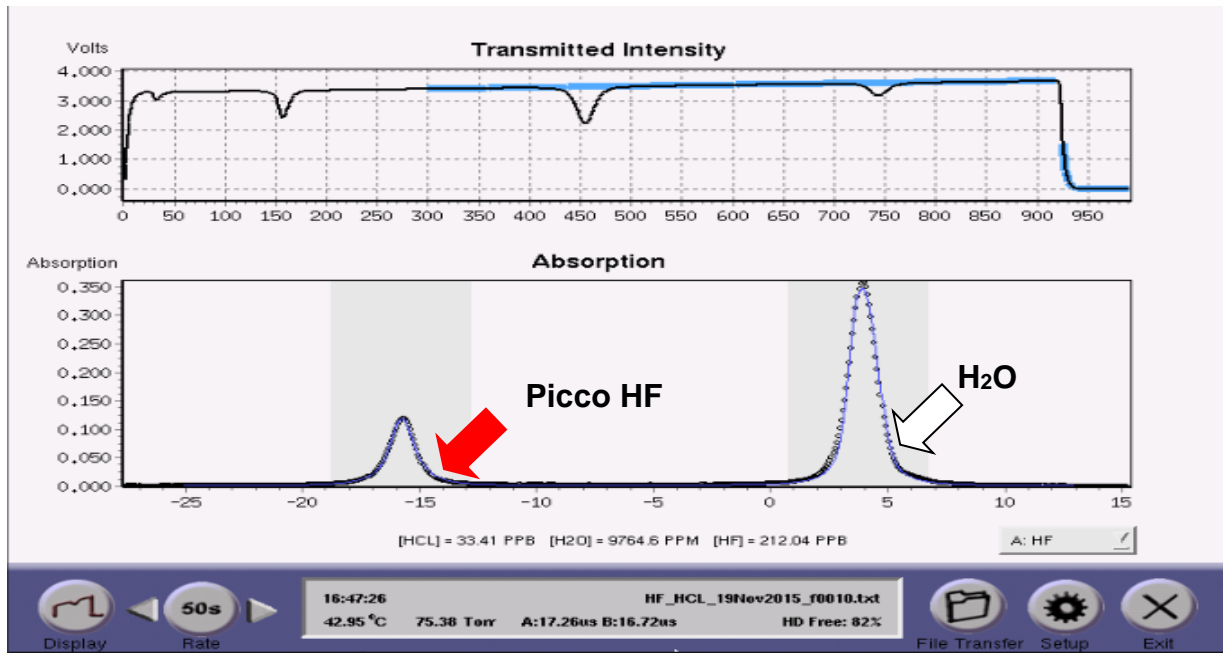 Transmitted Intensity
Volts
4.000
3.000
2.000
1.000
0.000
0 50 100 150 200 250 300 350 400 450 500 550 600 650 700 750 800 850 900 950
Absorption
Absorption
0.350
0.300
0.250
0.200
0.150
0.100
0.050
0.000
Picco HF
H₂O
-25 -20 -15 -10 -5 0 5 10 15
[HCL] = 33.41 PPB [H2O] = 9764.6 PPM [HF] = 212.04 PPB
A: HF
50s
16:47:26 HF_HCL_19Nov2015_f0010.txt
42.95 °C 75.38 Torr A:17.26us B:16.72us HD Free: 82%
Display Rate File Transfer Setup Exit